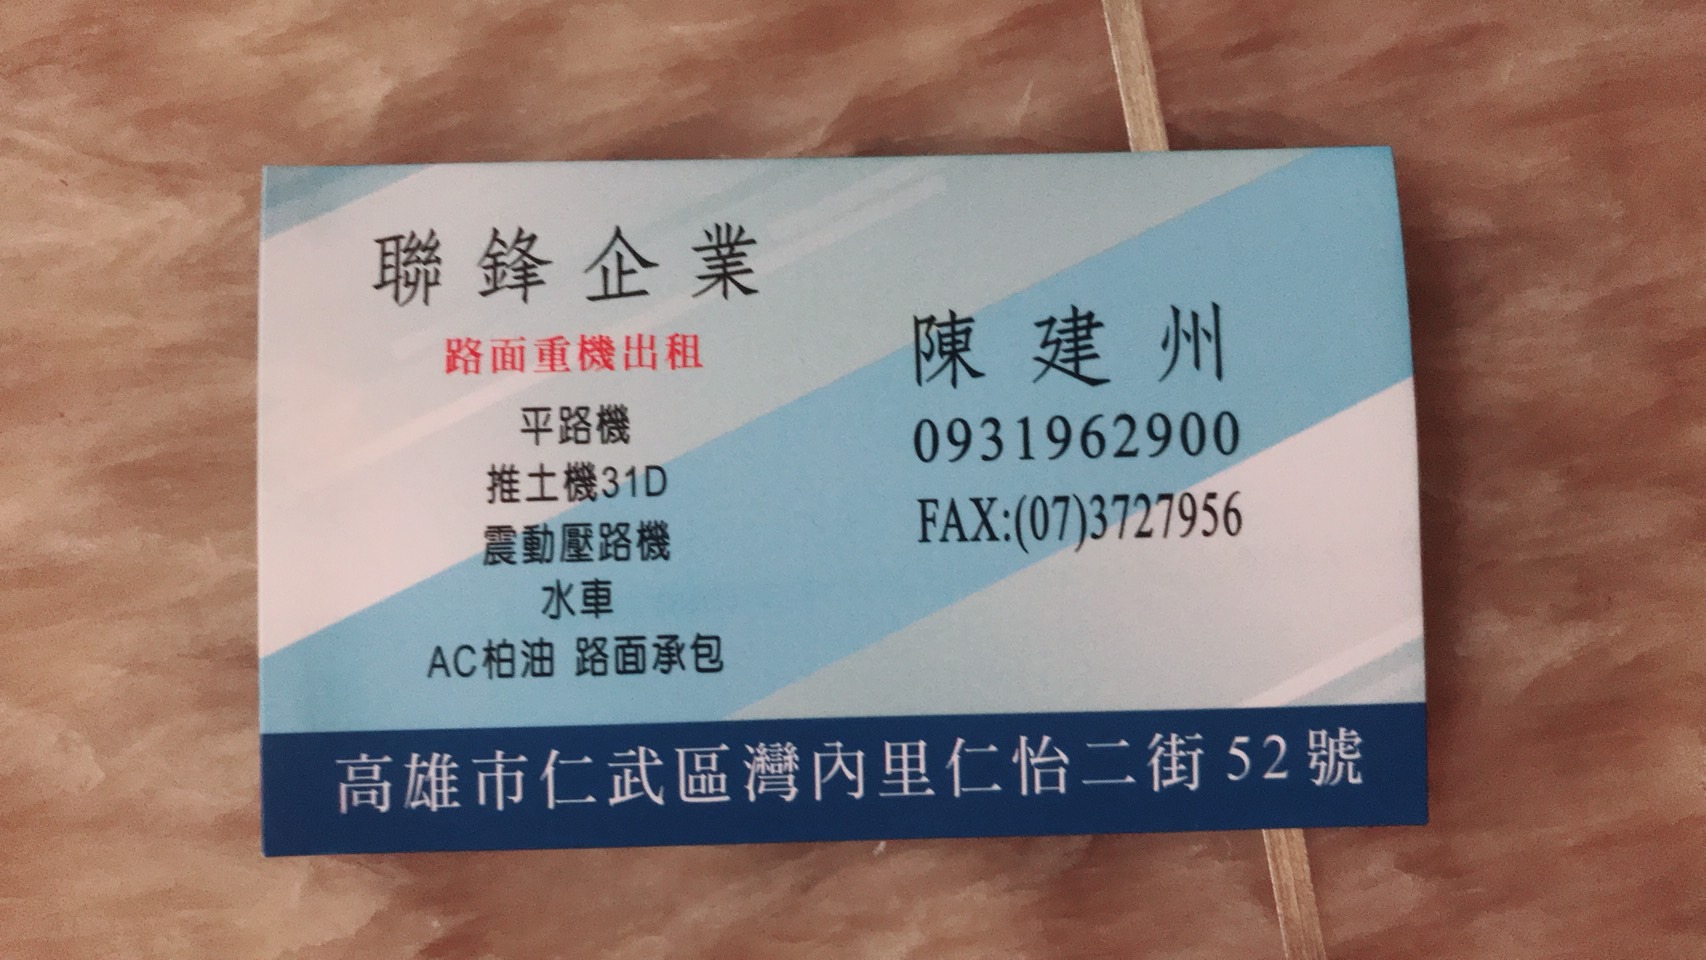 聯鋒企業
路面重機出租
平路機
推土機31D
震動壓路機
水車
AC柏油 路面承包
陳建州
0931962900
FAX:(07)3727956
高雄市仁武區灣內里仁怡二街52號